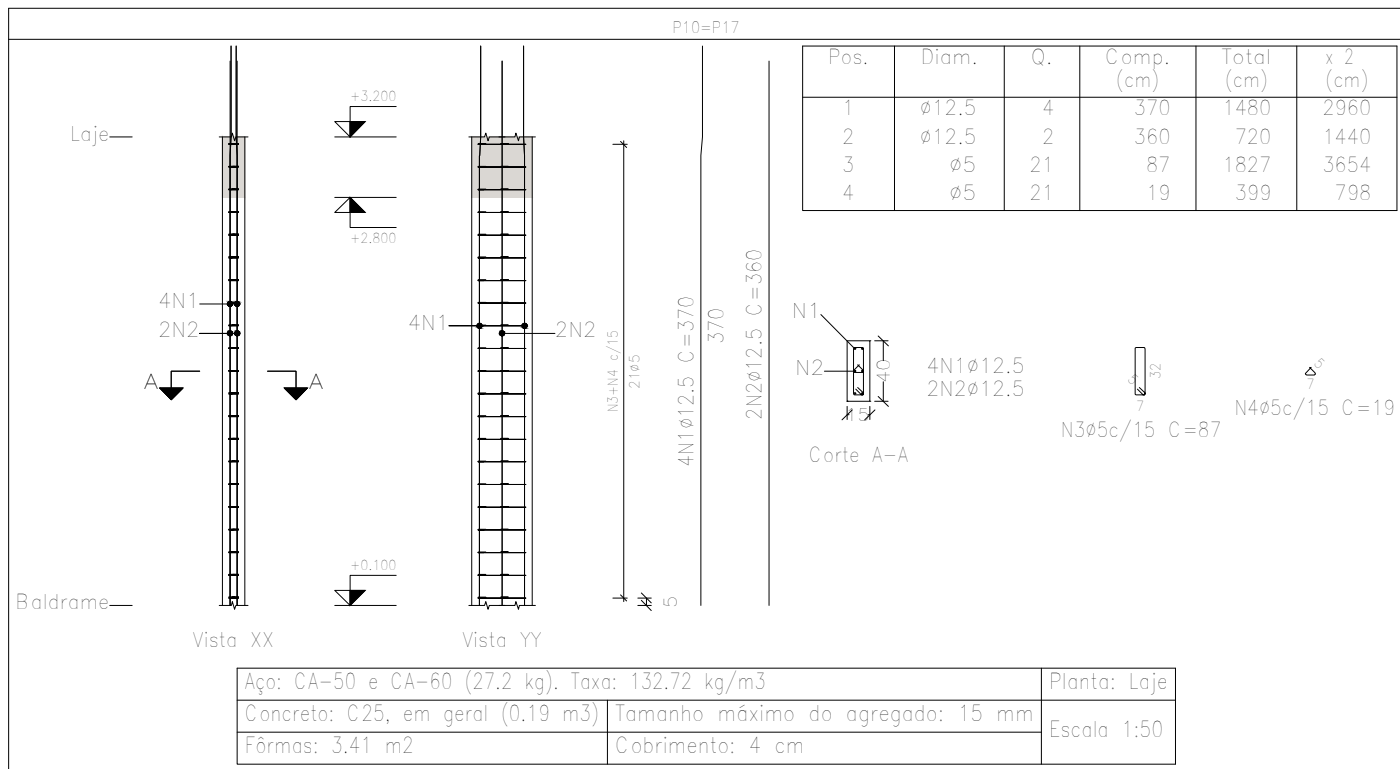 P10=P17
Pos. Diam. Q. Comp. (cm) Total (cm) x 2 (cm)
1 ø12.5 4 370 1480 2960
2 ø12.5 2 360 720 1440
3 ø5 21 87 1827 3654
4 ø5 21 19 399 798
+3.200
Laje
+2.800
4N1
2N2
4N1
2N2
A
A
N3+N4 c/15
21ø5
4N1ø12.5 C=370
370
2N2ø12.5 C=360
N1
N2
40
15
4N1ø12.5
2N2ø12.5
Corte A-A
5
32
7
N3ø5c/15 C=87
5
7
N4ø5c/15 C=19
+0.100
Baldrame
5
Vista XX
Vista YY
Aço: CA-50 e CA-60 (27.2 kg). Taxa: 132.72 kg/m3
Planta: Laje
Concreto: C25, em geral (0.19 m3)
Tamanho máximo do agregado: 15 mm
Escala 1:50
Fôrmas: 3.41 m2
Cobrimento: 4 cm